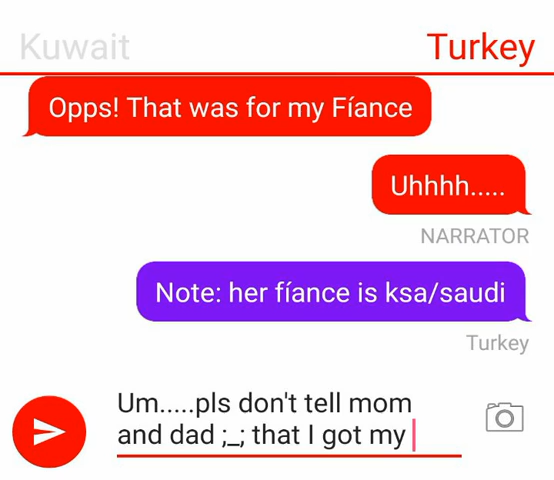 Kuwait
Turkey
Opps! That was for my Fíance
Uhhhh.....
NARRATOR
Note: her fíance is ksa/saudi
Turkey
Um.....pls don't tell mom
and dad ;_; that I got my